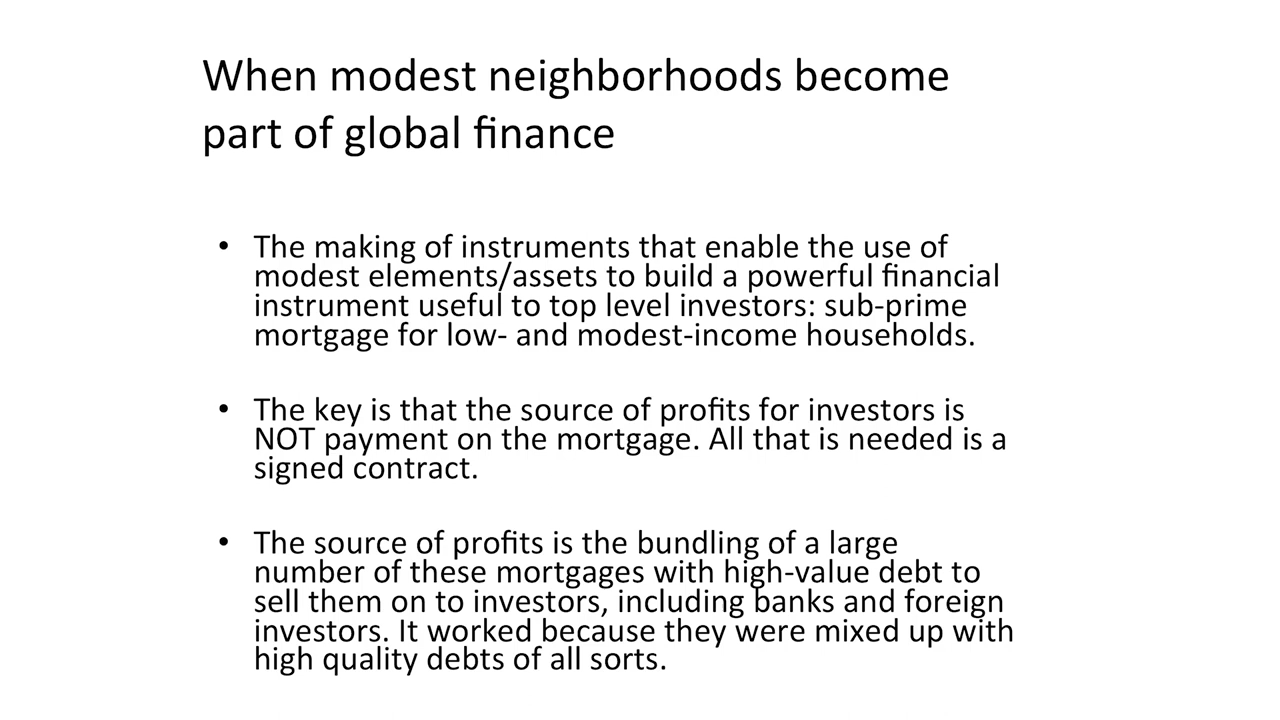 When modest neighborhoods become
part of global finance
• The making of instruments that enable the use of
modest elements/assets to build a powerful financial
instrument useful to top level investors: sub-prime
mortgage for low- and modest-income households.
• The key is that the source of profits for investors is
NOT payment on the mortgage. All that is needed is a
signed contract.
• The source of profits is the bundling of a large
number of these mortgages with high-value debt to
sell them on to investors, including banks and foreign
investors. It worked because they were mixed up with
high quality debts of all sorts.